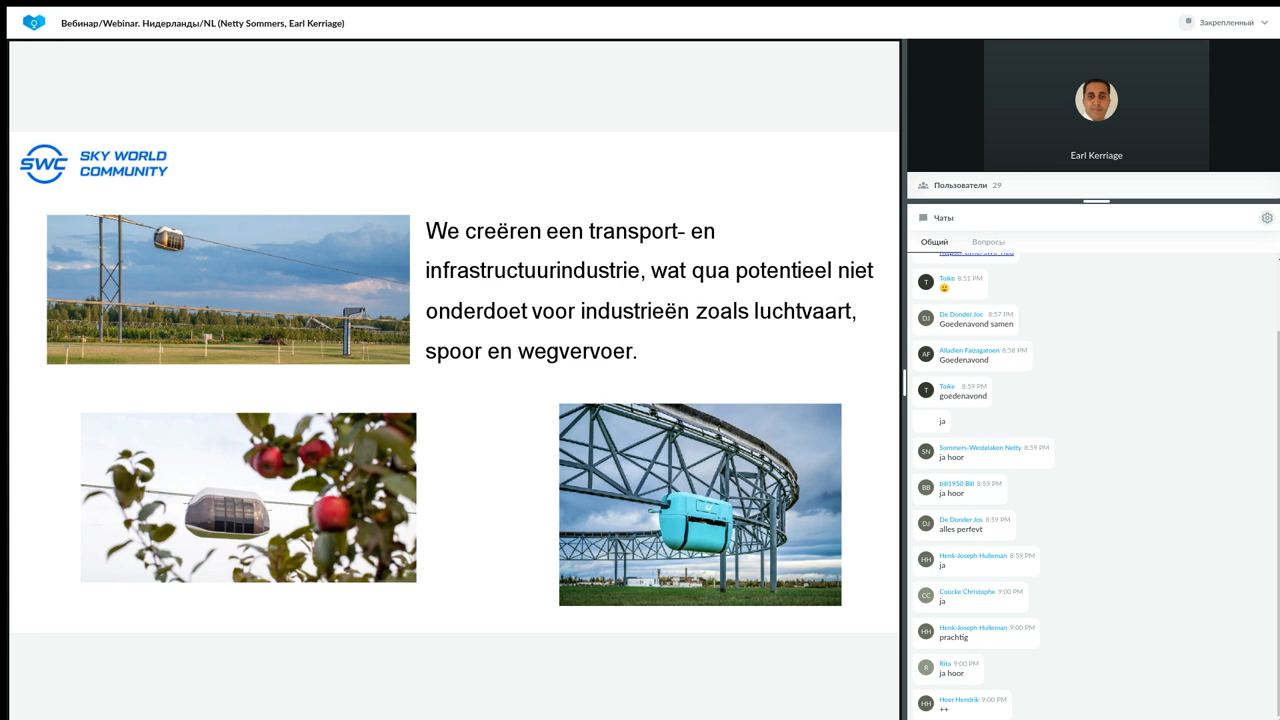 Вебинар/Webinar. Нидерланды/NL (Netty Sommers, Earl Kerriage)
Закрепленный
SWC SKY WORLD
COMMUNITY
We creëren een transport- en
infrastructuurindustrie, wat qua potentieel niet
onderdoet voor industrieën zoals luchtvaart,
spoor en wegvervoer.
Earl Kerriage
Пользователи 29
Чаты
Общий Вопросы
T Toike 8:51 PM
DJ De Donder Jos 8:57 PM
Goedenavond samen
AF Alladien Faizagatoen 8:58 PM
Goedenavond
T Toike 8:59 PM
goedenavond
ja
SN Sommers-Westelaken Netty 8:59 PM
ja hoor
BB bill1950 Bill 8:59 PM
ja hoor
DJ De Donder Jos 8:59 PM
alles perfevt
HH Henk-Joseph Hulleman 8:59 PM
ja
CC Coucke Christophe 9:00 PM
ja
HH Henk-Joseph Hulleman 9:00 PM
prachtig
R Rita 9:00 PM
ja hoor
HH Heer Hendrik 9:00 PM
++